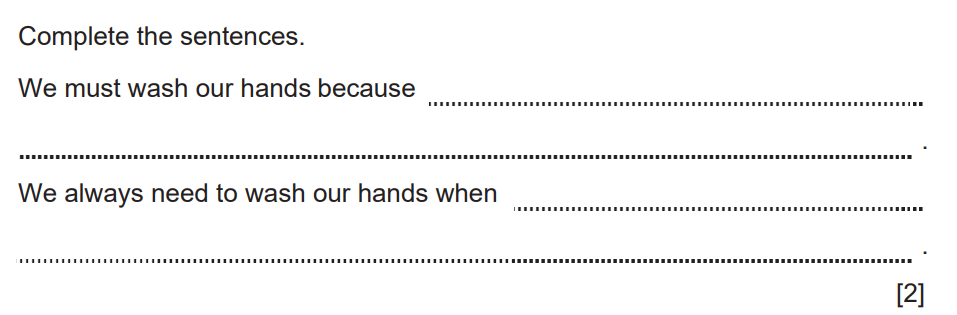 Complete the sentences.
We must wash our hands because ..............................
.............................. .
We always need to wash our hands when ..............................
.............................. .
[2]